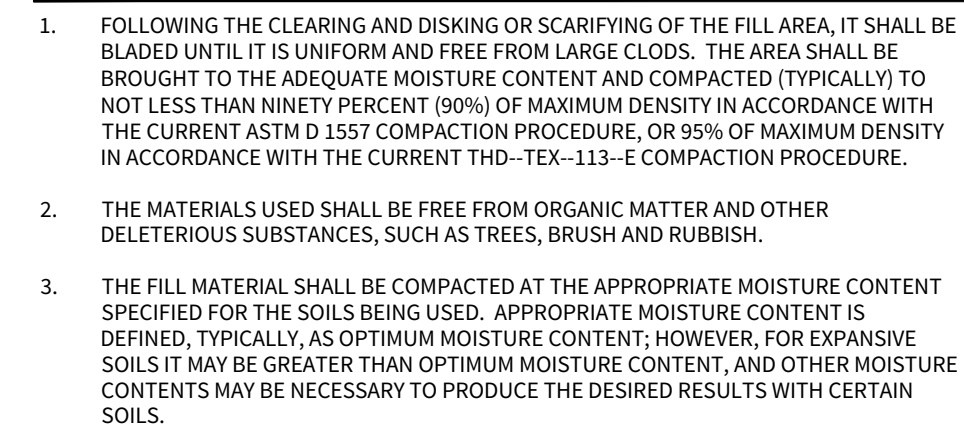 1. FOLLOWING THE CLEARING AND DISKING OR SCARIFYING OF THE FILL AREA, IT SHALL BE
BLADED UNTIL IT IS UNIFORM AND FREE FROM LARGE CLODS. THE AREA SHALL BE
BROUGHT TO THE ADEQUATE MOISTURE CONTENT AND COMPACTED (TYPICALLY) TO
NOT LESS THAN NINETY PERCENT (90%) OF MAXIMUM DENSITY IN ACCORDANCE WITH
THE CURRENT ASTM D 1557 COMPACTION PROCEDURE, OR 95% OF MAXIMUM DENSITY
IN ACCORDANCE WITH THE CURRENT THD--TEX--113--E COMPACTION PROCEDURE.
2. THE MATERIALS USED SHALL BE FREE FROM ORGANIC MATTER AND OTHER
DELETERIOUS SUBSTANCES, SUCH AS TREES, BRUSH AND RUBBISH.
3. THE FILL MATERIAL SHALL BE COMPACTED AT THE APPROPRIATE MOISTURE CONTENT
SPECIFIED FOR THE SOILS BEING USED. APPROPRIATE MOISTURE CONTENT IS
DEFINED, TYPICALLY, AS OPTIMUM MOISTURE CONTENT; HOWEVER, FOR EXPANSIVE
SOILS IT MAY BE GREATER THAN OPTIMUM MOISTURE CONTENT, AND OTHER MOISTURE
CONTENTS MAY BE NECESSARY TO PRODUCE THE DESIRED RESULTS WITH CERTAIN
SOILS.